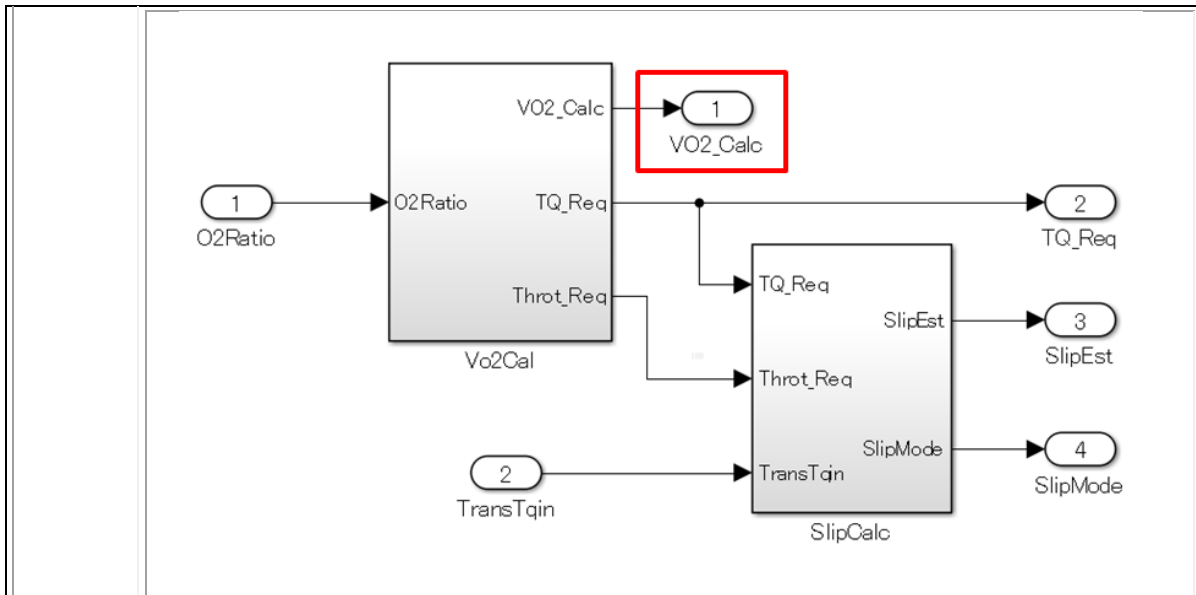 VO2_Calc
1
VO2_Calc
1
O2Ratio
O2Ratio
TQ_Req
2
TQ_Req
Throt_Req
Vo2Cal
TQ_Req
SlipEst
3
SlipEst
Throt_Req
SlipMode
4
SlipMode
2
TransTqin
TransTqin
SlipCalc